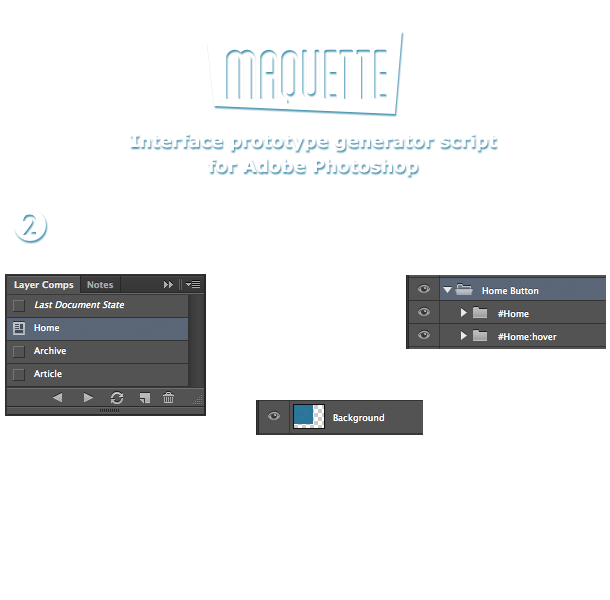 MAQUETTE
Interface prototype generator script
for Adobe Photoshop
2
Layer Comps Notes
Last Document State
Home
Archive
Article
Home Button
#Home
#Home:hover
Background